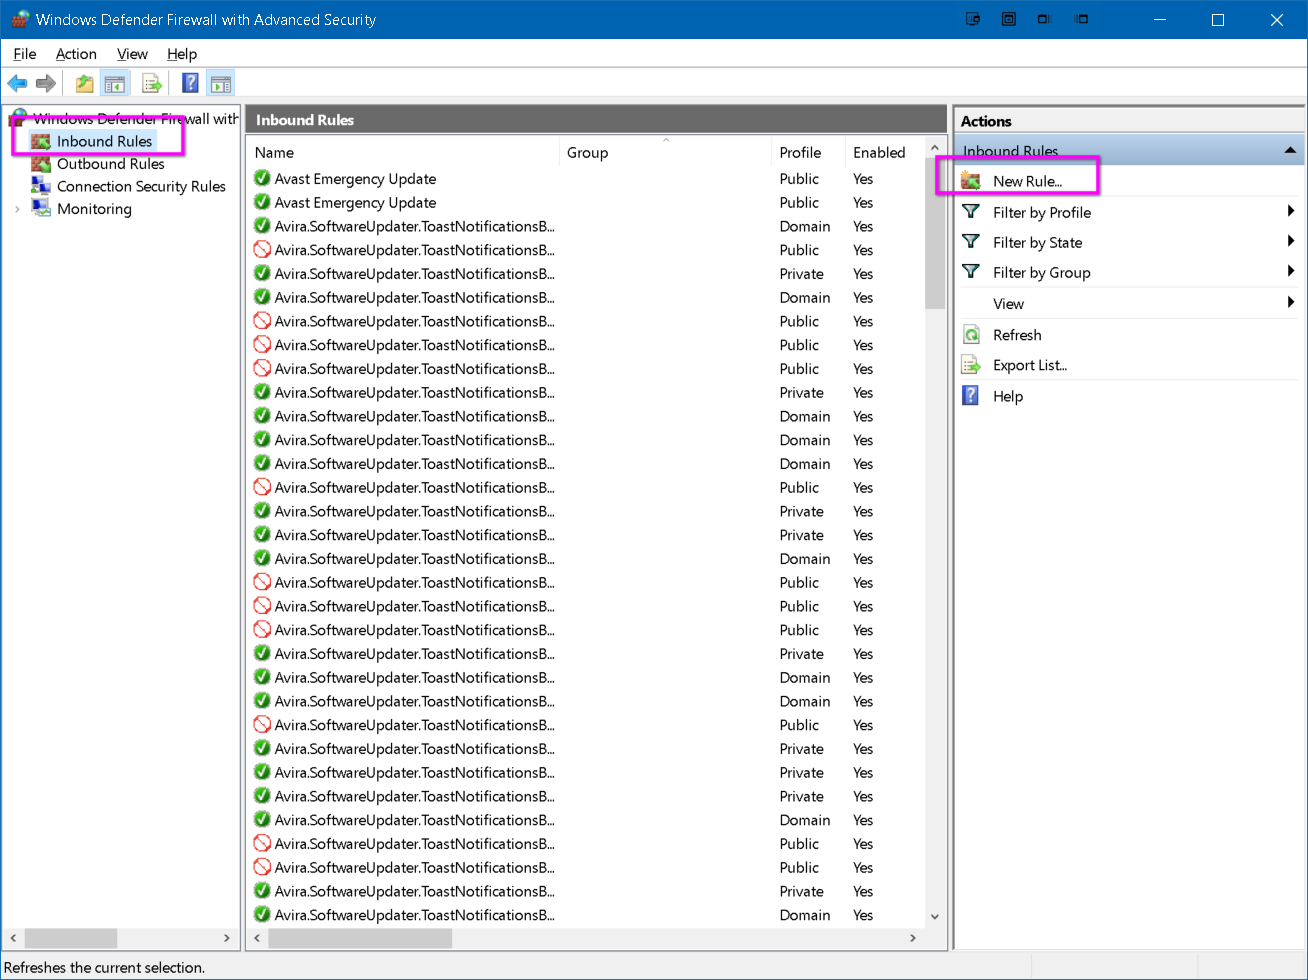 Windows Defender Firewall with Advanced Security
File Action View Help
Windows Defender Firewall with
Inbound Rules
Outbound Rules
Connection Security Rules
Monitoring
Inbound Rules
Name Group Profile Enabled
Avast Emergency Update Public Yes
Avast Emergency Update Public Yes
Avira.SoftwareUpdater.ToastNotificationsB... Domain Yes
Avira.SoftwareUpdater.ToastNotificationsB... Public Yes
Avira.SoftwareUpdater.ToastNotificationsB... Private Yes
Avira.SoftwareUpdater.ToastNotificationsB... Domain Yes
Avira.SoftwareUpdater.ToastNotificationsB... Public Yes
Avira.SoftwareUpdater.ToastNotificationsB... Public Yes
Avira.SoftwareUpdater.ToastNotificationsB... Public Yes
Avira.SoftwareUpdater.ToastNotificationsB... Private Yes
Avira.SoftwareUpdater.ToastNotificationsB... Domain Yes
Avira.SoftwareUpdater.ToastNotificationsB... Domain Yes
Avira.SoftwareUpdater.ToastNotificationsB... Domain Yes
Avira.SoftwareUpdater.ToastNotificationsB... Public Yes
Avira.SoftwareUpdater.ToastNotificationsB... Private Yes
Avira.SoftwareUpdater.ToastNotificationsB... Private Yes
Avira.SoftwareUpdater.ToastNotificationsB... Domain Yes
Avira.SoftwareUpdater.ToastNotificationsB... Public Yes
Avira.SoftwareUpdater.ToastNotificationsB... Public Yes
Avira.SoftwareUpdater.ToastNotificationsB... Public Yes
Avira.SoftwareUpdater.ToastNotificationsB... Private Yes
Avira.SoftwareUpdater.ToastNotificationsB... Domain Yes
Avira.SoftwareUpdater.ToastNotificationsB... Domain Yes
Avira.SoftwareUpdater.ToastNotificationsB... Public Yes
Avira.SoftwareUpdater.ToastNotificationsB... Private Yes
Avira.SoftwareUpdater.ToastNotificationsB... Private Yes
Avira.SoftwareUpdater.ToastNotificationsB... Private Yes
Avira.SoftwareUpdater.ToastNotificationsB... Domain Yes
Avira.SoftwareUpdater.ToastNotificationsB... Public Yes
Avira.SoftwareUpdater.ToastNotificationsB... Public Yes
Avira.SoftwareUpdater.ToastNotificationsB... Private Yes
Avira.SoftwareUpdater.ToastNotificationsB... Domain Yes
Actions
Inbound Rules
New Rule...
Filter by Profile
Filter by State
Filter by Group
View
Refresh
Export List...
Help
Refreshes the current selection.